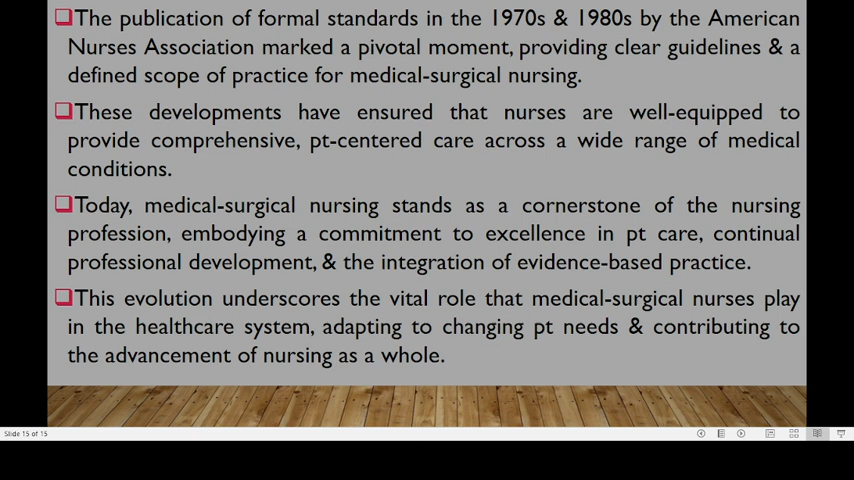 The publication of formal standards in the 1970s & 1980s by the American
Nurses Association marked a pivotal moment, providing clear guidelines & a
defined scope of practice for medical-surgical nursing.
These developments have ensured that nurses are well-equipped to
provide comprehensive, pt-centered care across a wide range of medical
conditions.
Today, medical-surgical nursing stands as a cornerstone of the nursing
profession, embodying a commitment to excellence in pt care, continual
professional development, & the integration of evidence-based practice.
This evolution underscores the vital role that medical-surgical nurses play
in the healthcare system, adapting to changing pt needs & contributing to
the advancement of nursing as a whole.
Slide 15 of 15